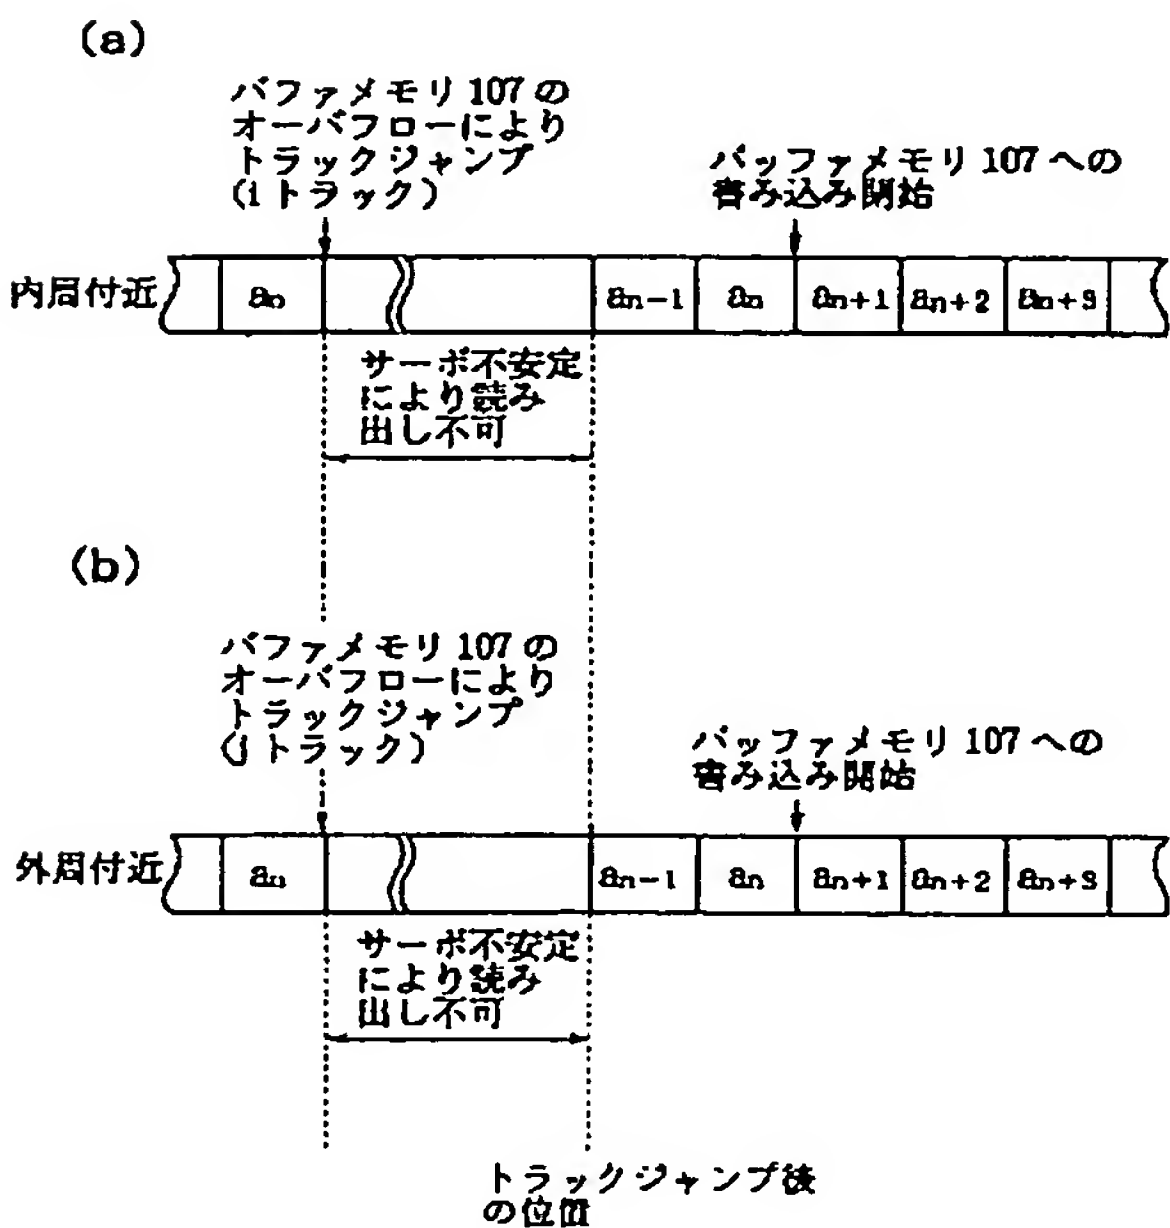 (a)
バファメモリ 107 の
オーバフローにより
トラックジャンプ
(i トラック)
バッファメモリ 107 への
書み込み開始
内周付近 an an-1 an an+1 an+2 an+3
サーボ不安定
により読み
出し不可
(b)
バファメモリ 107 の
オーバフローにより
トラックジャンプ
(j トラック)
バッファメモリ 107 への
書み込み開始
外周付近 an an-1 an an+1 an+2 an+3
サーボ不安定
により読み
出し不可
トラックジャンプ後
の位置